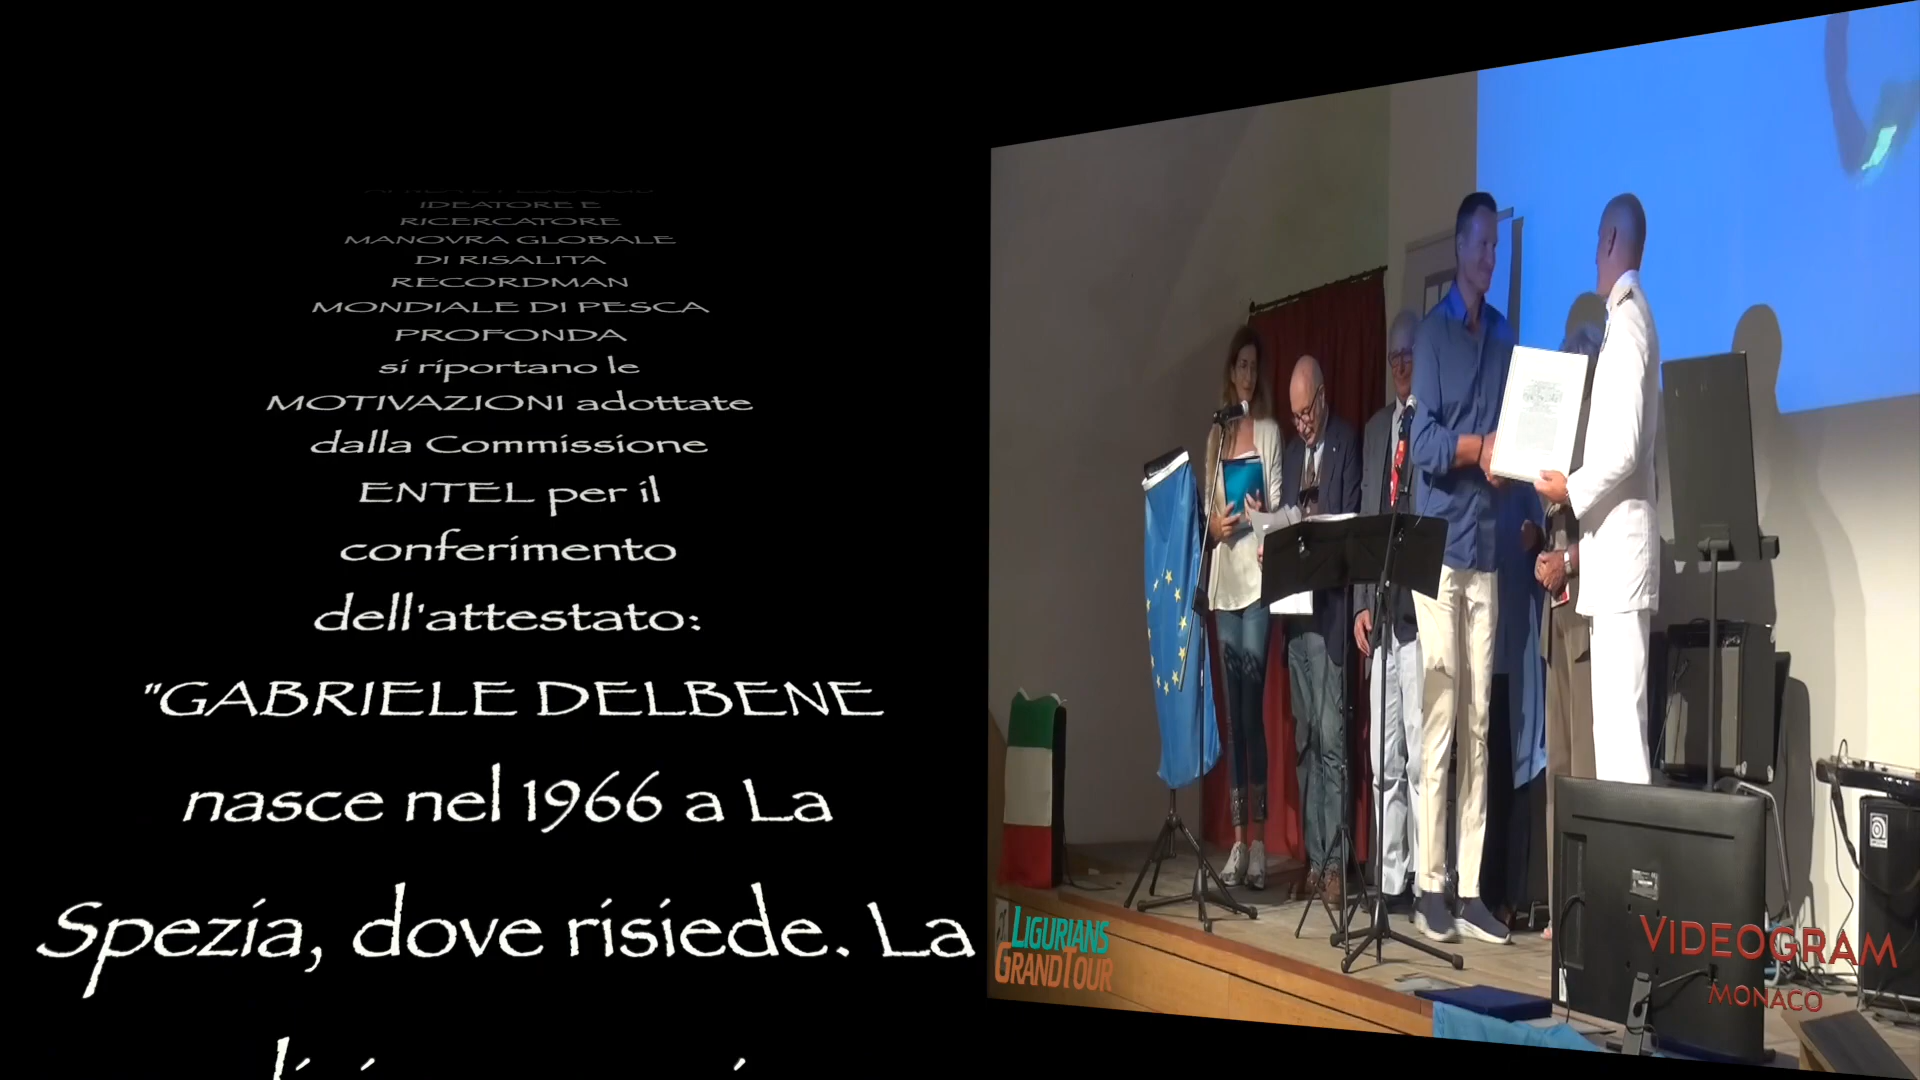 IDEATORE E
RICERCATORE
MANOVRA GLOBALE
DI RISALITA
RECORDMAN
MONDIALE DI PESCA
PROFONDA
si riportano le
MOTIVAZIONI adottate
dalla Commissione
ENTEL per il
conferimento
dell'attestato:
"GABRIELE DELBENE
nasce nel 1966 a La
Spezia, dove risiede. La
LIGURIANS
GRANDTOUR
VIDEOGRAM
MONACO